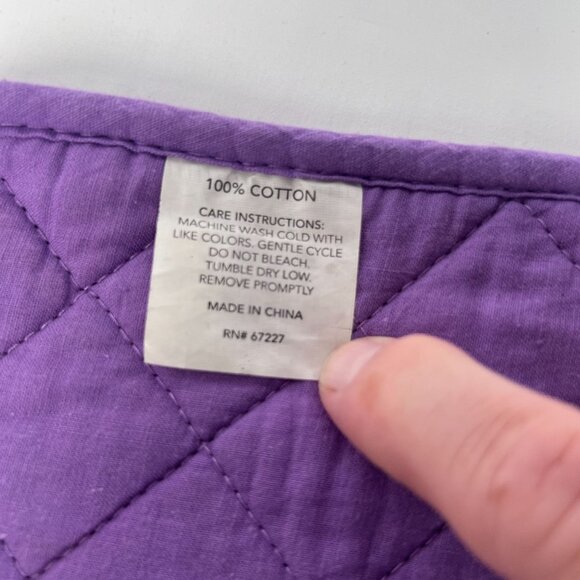 100% COTTON
CARE INSTRUCTIONS:
MACHINE WASH COLD WITH
LIKE COLORS. GENTLE CYCLE
DO NOT BLEACH.
TUMBLE DRY LOW.
REMOVE PROMPTLY
MADE IN CHINA
RN# 67227